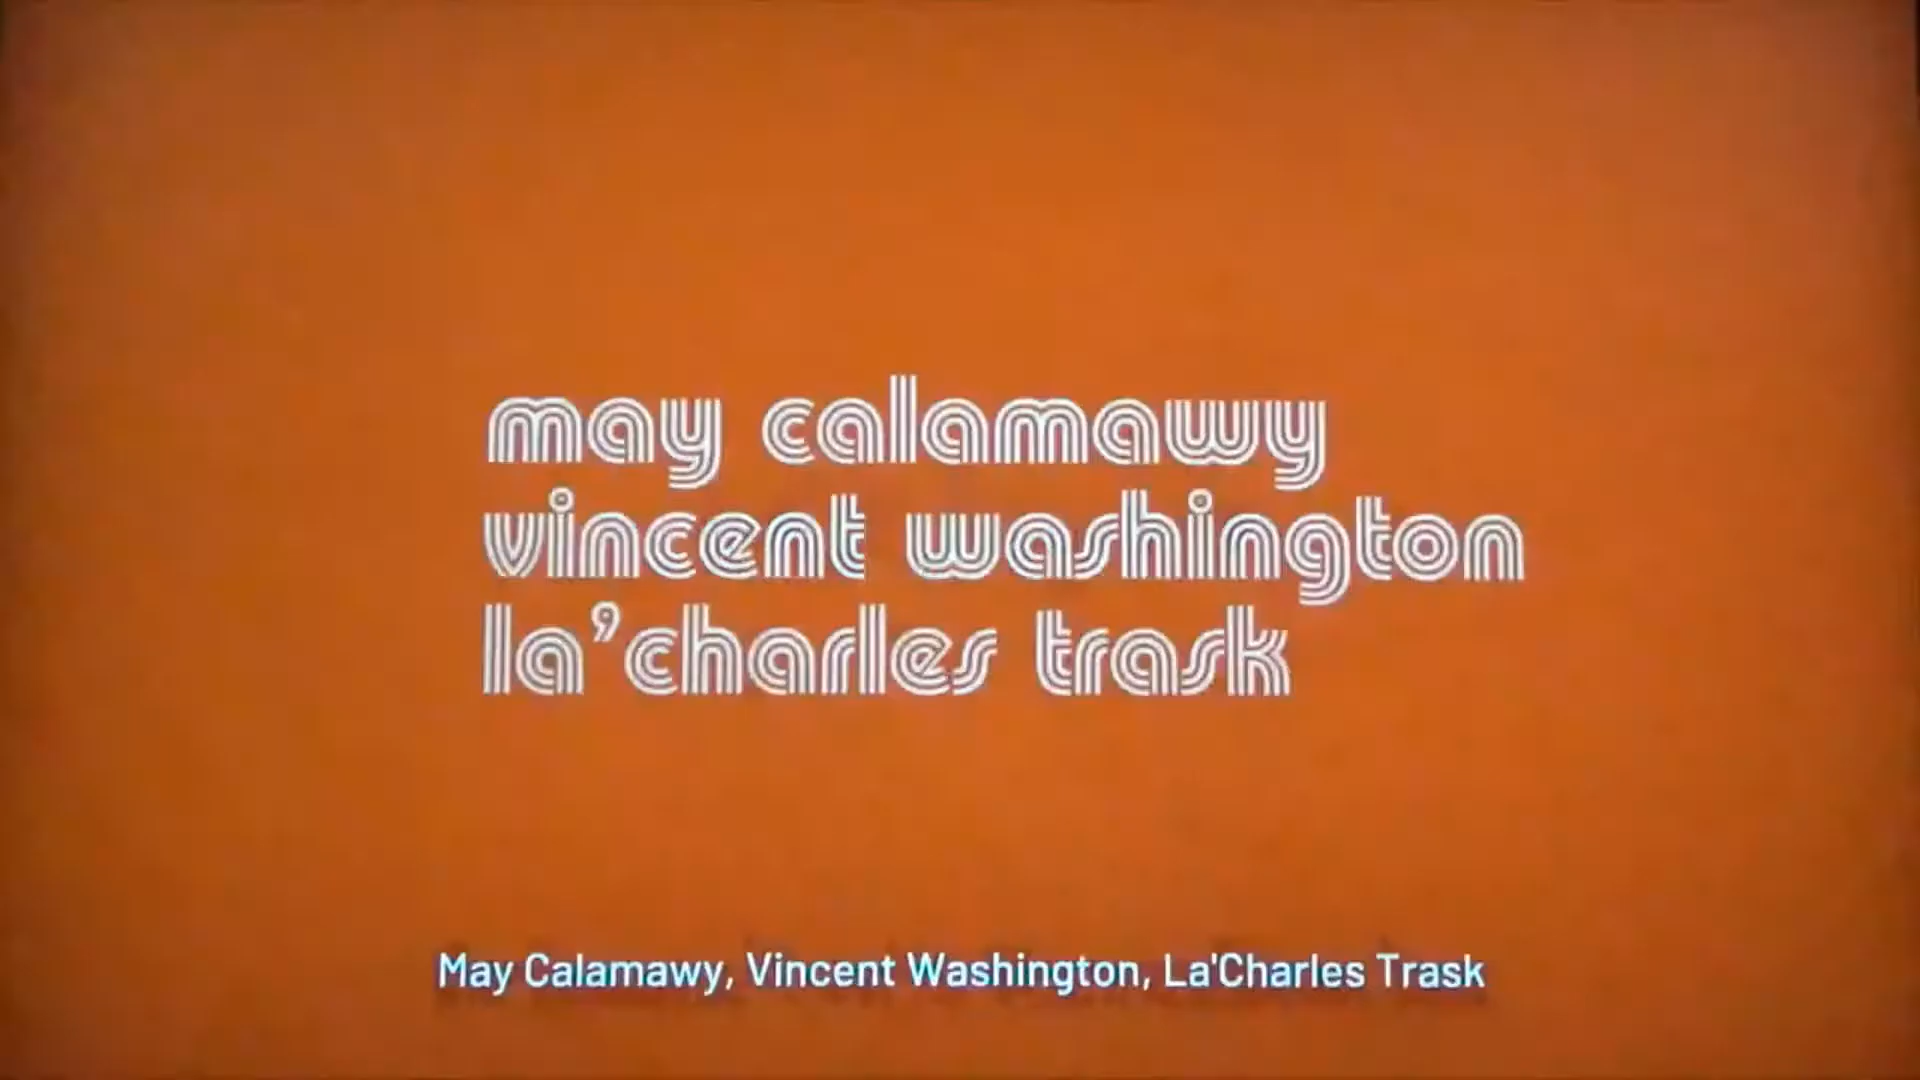 may calamawy
vincent washington
la’charles trask
May Calamawy, Vincent Washington, La'Charles Trask